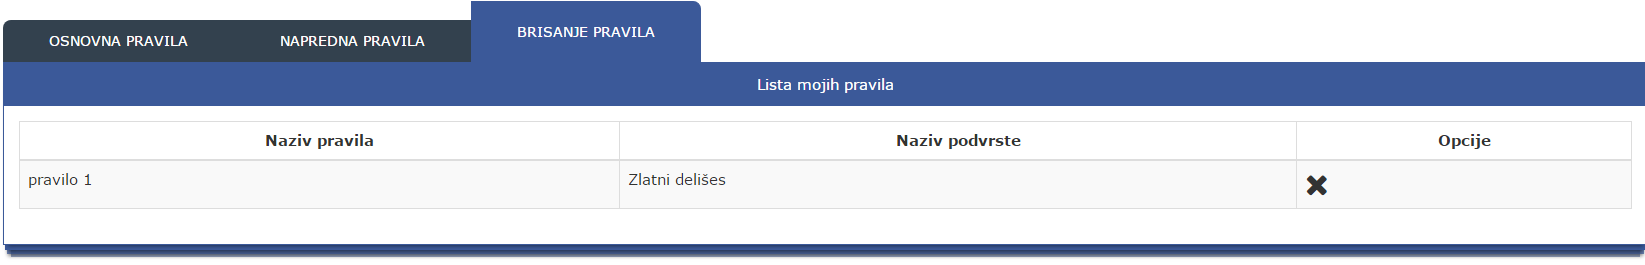 OSNOVNA PRAVILA
NAPREDNA PRAVILA
BRISANJE PRAVILA
Lista mojih pravila
Naziv pravila
Naziv podvrste
Opcije
pravilo 1
Zlatni delišes